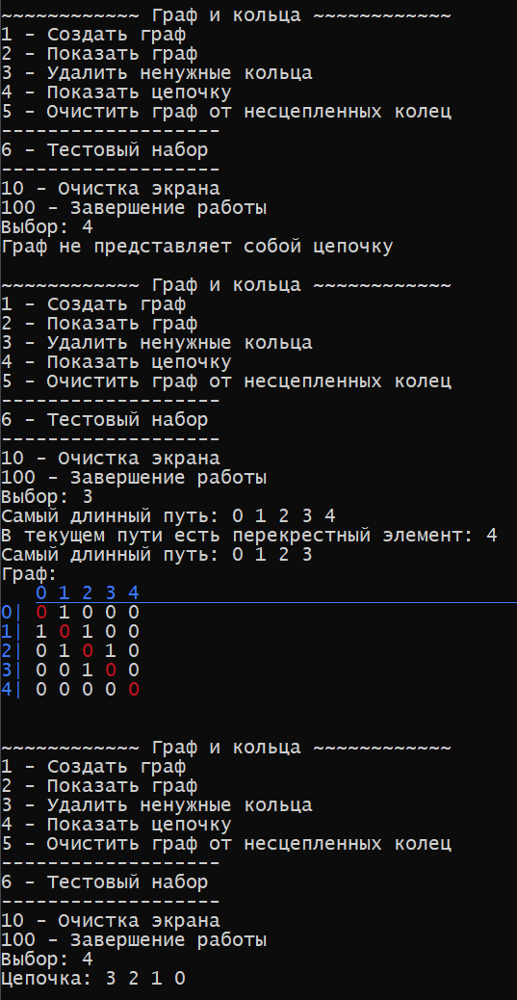 ~~~~~~~~~~~~ Граф и кольца ~~~~~~~~~~~~
1 - Создать граф
2 - Показать граф
3 - Удалить ненужные кольца
4 - Показать цепочку
5 - Очистить граф от несцепленных колец
-------------------
6 - Тестовый набор
-------------------
10 - Очистка экрана
100 - Завершение работы
Выбор: 4
Граф не представляет собой цепочку
~~~~~~~~~~~~ Граф и кольца ~~~~~~~~~~~~
1 - Создать граф
2 - Показать граф
3 - Удалить ненужные кольца
4 - Показать цепочку
5 - Очистить граф от несцепленных колец
-------------------
6 - Тестовый набор
-------------------
10 - Очистка экрана
100 - Завершение работы
Выбор: 3
Самый длинный путь: 0 1 2 3 4
В текущем пути есть перекрестный элемент: 4
Самый длинный путь: 0 1 2 3
Граф:
0 1 2 3 4
0| 0 1 0 0 0
1| 1 0 1 0 0
2| 0 1 0 1 0
3| 0 0 1 0 0
4| 0 0 0 0 0
~~~~~~~~~~~~ Граф и кольца ~~~~~~~~~~~~
1 - Создать граф
2 - Показать граф
3 - Удалить ненужные кольца
4 - Показать цепочку
5 - Очистить граф от несцепленных колец
-------------------
6 - Тестовый набор
-------------------
10 - Очистка экрана
100 - Завершение работы
Выбор: 4
Цепочка: 3 2 1 0